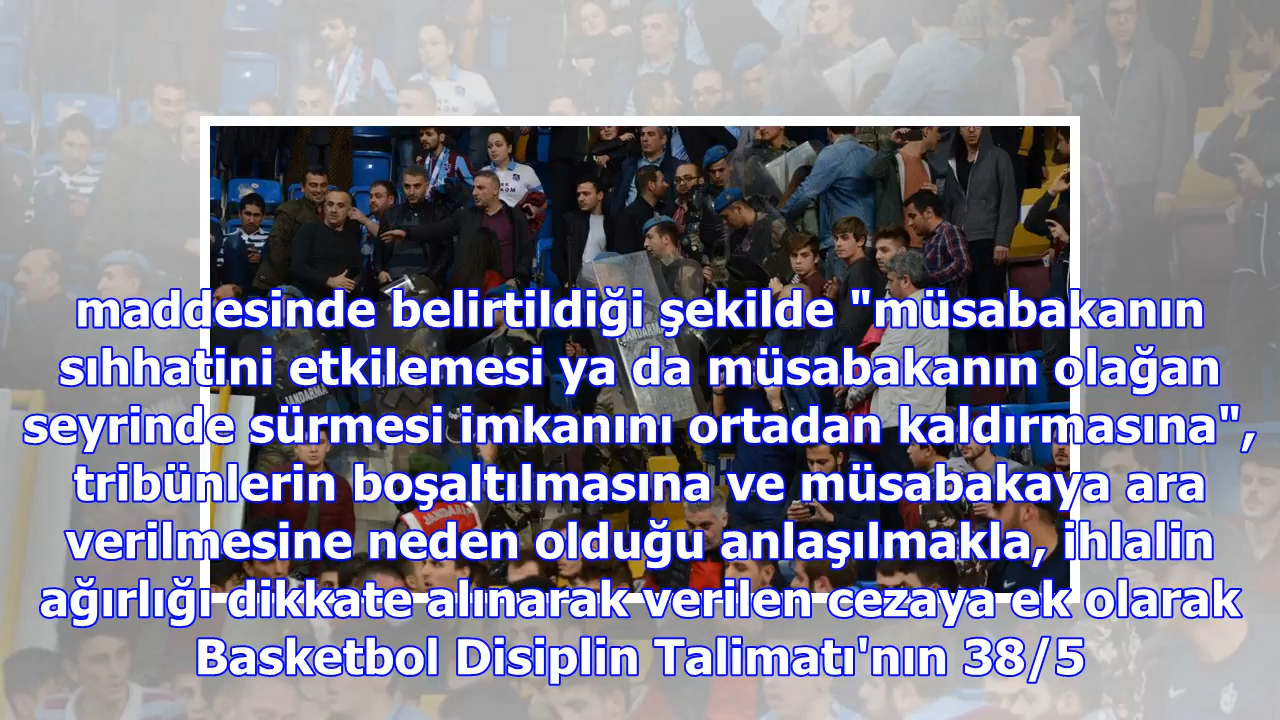 maddesinde belirtildiği şekilde "müsabakanın
sıhhatini etkilemesi ya da müsabakanın olağan
seyrinde sürmesi imkanını ortadan kaldırmasına",
tribünlerin boşaltılmasına ve müsabakaya ara
verilmesine neden olduğu anlaşılmakla, ihlalin
ağırlığı dikkate alınarak verilen cezaya ek olarak
Basketbol Disiplin Talimatı'nın 38/5
JANDARMA
JANDARMA